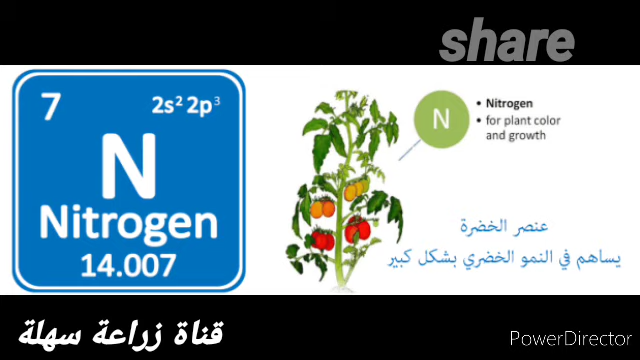 share
7
2s² 2p³
N
Nitrogen
14.007
N
• Nitrogen
• for plant color
and growth
عنصر الخضرة
يساهم في النمو الخضري بشكل كبير
قناة زراعة سهلة
PowerDirector